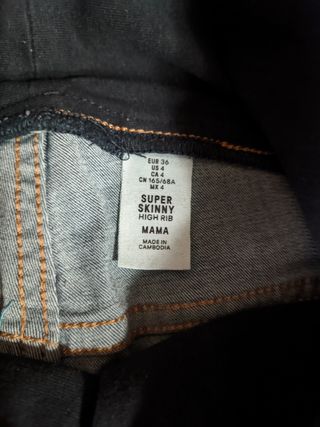 EUR 36
US 4
CA 4
CN 165/68A
MX 4
SUPER
SKINNY
HIGH RIB
MAMA
MADE IN
CAMBODIA